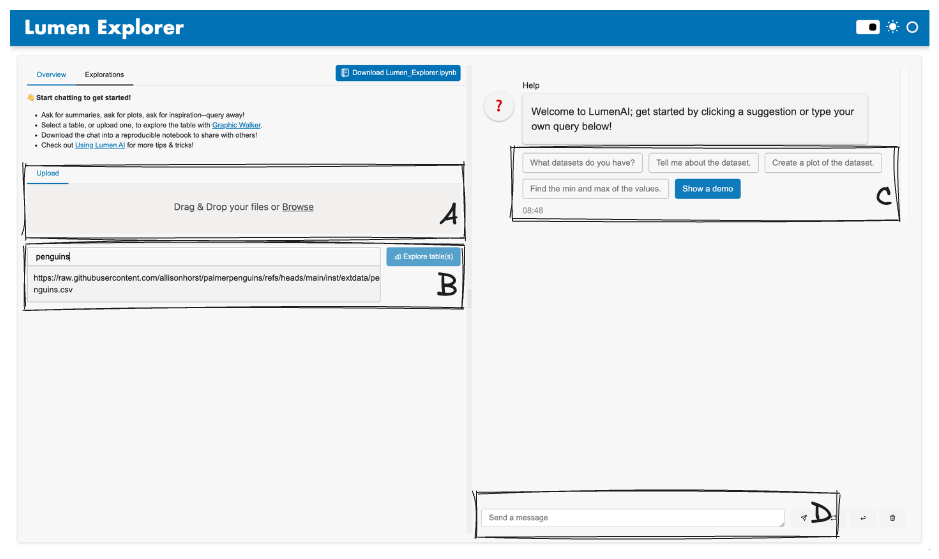 Lumen Explorer
Overview
Explorations
Download Lumen_Explorer.ipynb
👋 Start chatting to get started!
• Ask for summaries, ask for plots, ask for inspiration--query away!
• Select a table, or upload one, to explore the table with Graphic Walker.
• Download the chat into a reproducible notebook to share with others!
• Check out Using Lumen AI for more tips & tricks!
Upload
Drag & Drop your files or Browse
A
penguins
Explore table(s)
https://raw.githubusercontent.com/allisonhorst/palmerpenguins/refs/heads/main/inst/extdata/pe
nguins.csv
B
Help
?
Welcome to LumenAI; get started by clicking a suggestion or type your
own query below!
What datasets do you have?
Tell me about the dataset.
Create a plot of the dataset.
Find the min and max of the values.
Show a demo
C
08:48
Send a message
D